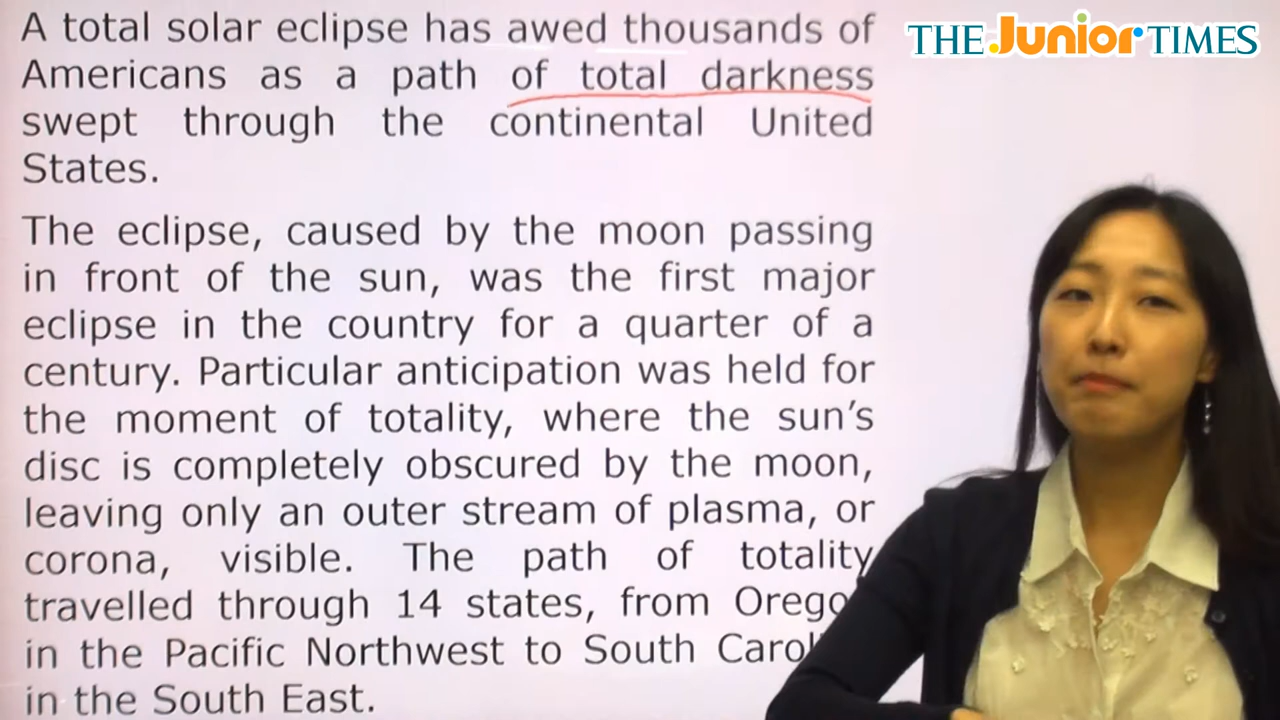 A total solar eclipse has awed thousands of
Americans as a path of total darkness
swept through the continental United
States.
The eclipse, caused by the moon passing
in front of the sun, was the first major
eclipse in the country for a quarter of a
century. Particular anticipation was held for
the moment of totality, where the sun's
disc is completely obscured by the moon,
leaving only an outer stream of plasma, or
corona, visible. The path of totality
travelled through 14 states, from Orego
in the Pacific Northwest to South Carol
in the South East.
THE Junior TIMES